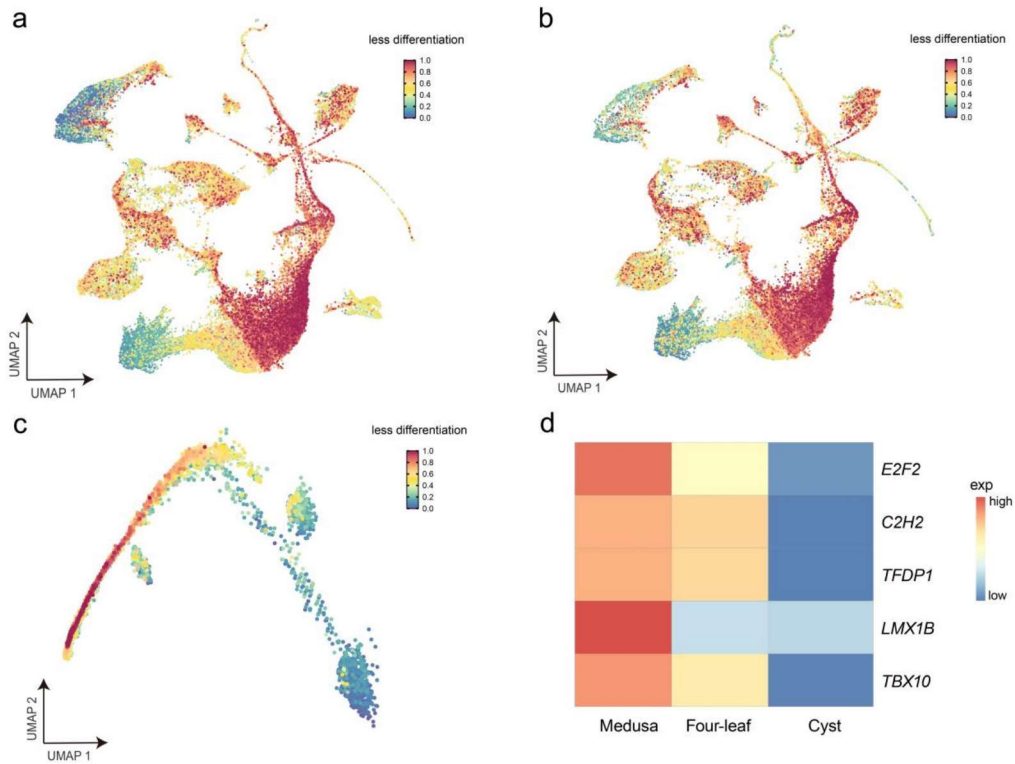 a
less differentiation
1.0
0.8
0.6
0.4
0.2
0.0
UMAP 2
UMAP 1
b
less differentiation
1.0
0.8
0.6
0.4
0.2
0.0
UMAP 2
UMAP 1
c
less differentiation
1.0
0.8
0.6
0.4
0.2
0.0
UMAP 2
UMAP 1
d
E2F2
C2H2
TFDP1
LMX1B
TBX10
Medusa Four-leaf Cyst
exp
high
low